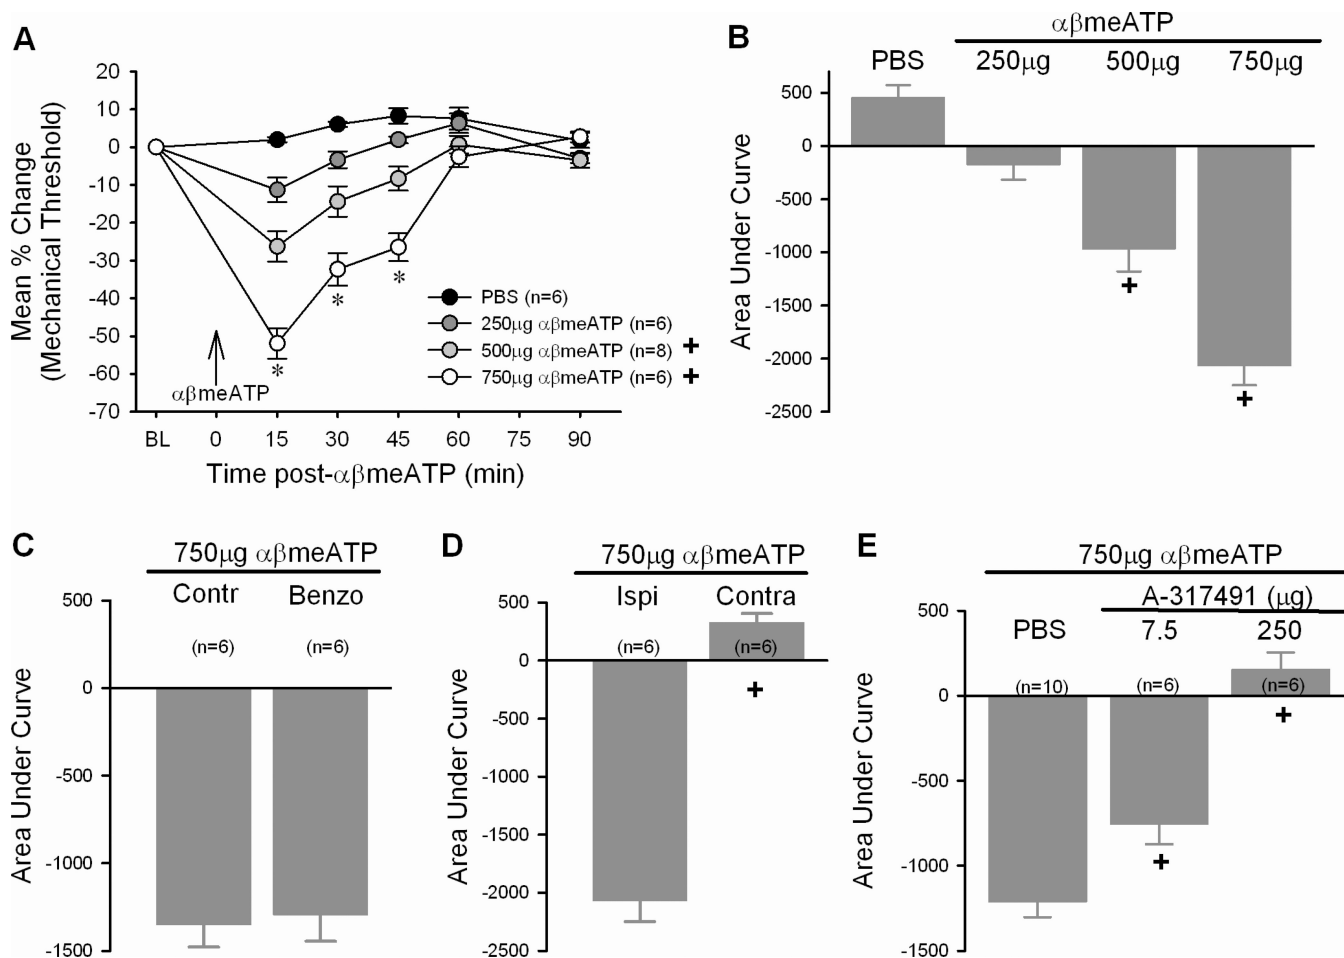 A
20
10
0
-10
-20
-30
-40
-50
-60
-70
Mean % Change
(Mechanical Threshold)
*
*
*
αβmeATP
PBS (n=6)
250μg αβmeATP (n=6)
500μg αβmeATP (n=8) +
750μg αβmeATP (n=6) +
BL 0 15 30 45 60 75 90
Time post-αβmeATP (min)
B
αβmeATP
PBS 250μg 500μg 750μg
500
0
-500
-1000
-1500
-2000
-2500
Area Under Curve
+
+
C
750μg αβmeATP
Contr Benzo
(n=6) (n=6)
500
0
-500
-1000
-1500
Area Under Curve
D
750μg αβmeATP
Ispi Contra
(n=6) (n=6)
+
500
0
-500
-1000
-1500
-2000
-2500
Area Under Curve
E
750μg αβmeATP
A-317491 (μg)
PBS 7.5 250
(n=10) (n=6) (n=6)
+
+
500
0
-500
-1000
-1500
Area Under Curve